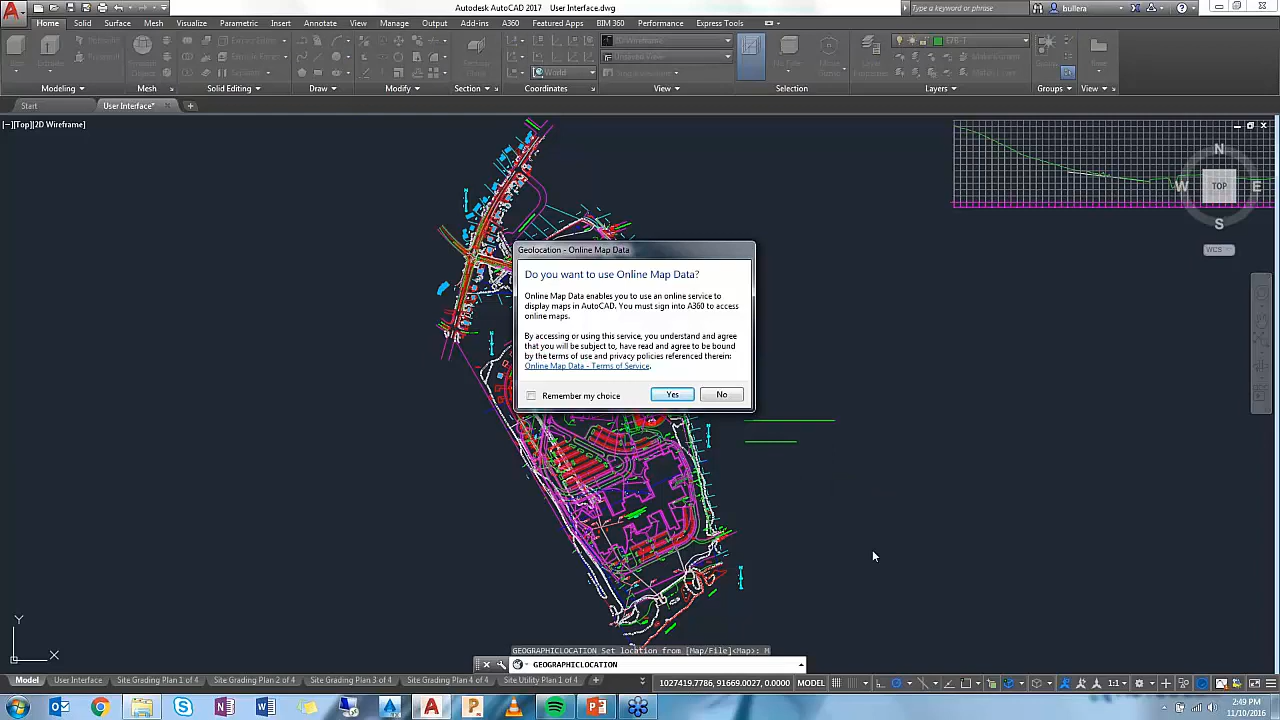 Autodesk AutoCAD 2017 User Interface.dwg
Type a keyword or phrase
bullera
Home Solid Surface Mesh Visualize Parametric Insert Annotate View Manage Output Add-ins A360 Featured Apps BIM 360 Performance Express Tools
World
Modeling Mesh Solid Editing Draw Modify Section Coordinates View Selection Layers Groups View
Start User Interface*
[−][Top][2D Wireframe]
N
W TOP E
S
WCS
Geolocation - Online Map Data
Do you want to use Online Map Data?
Online Map Data enables you to use an online service to
display maps in AutoCAD. You must sign into A360 to access
online maps.
By accessing or using this service, you understand and agree
that you will be subject to, have read and agree to be bound
by the terms of use and privacy policies referenced therein:
Online Map Data - Terms of Service.
Remember my choice Yes No
Y
X
GEOGRAPHICLOCATION Set location from [Map/File]<Map>: M
GEOGRAPHICLOCATION
Model User Interface Site Grading Plan 1 of 4 Site Grading Plan 2 of 4 Site Grading Plan 3 of 4 Site Grading Plan 4 of 4 Site Utility Plan 1 of 4
1027419.7786, 91669.0027, 0.0000 MODEL 1:1
2:49 PM
11/10/2016